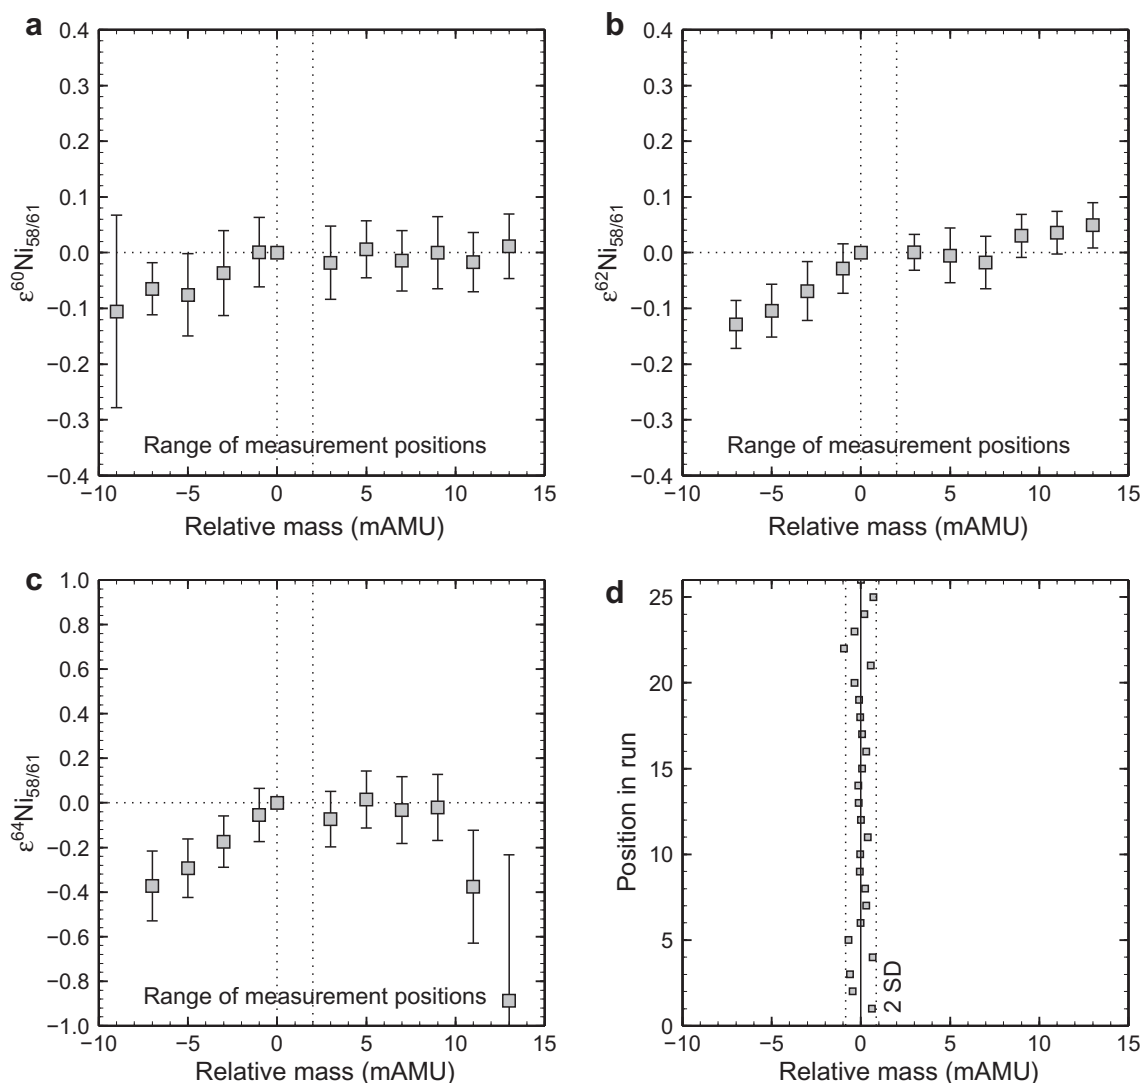 a
0.4
0.3
0.2
0.1
0.0
−0.1
−0.2
−0.3
−0.4
ε⁶⁰Ni₅₈/₆₁
Range of measurement positions
−10 −5 0 5 10 15
Relative mass (mAMU)
b
0.4
0.3
0.2
0.1
0.0
−0.1
−0.2
−0.3
−0.4
ε⁶²Ni₅₈/₆₁
Range of measurement positions
−10 −5 0 5 10 15
Relative mass (mAMU)
c
1.0
0.8
0.6
0.4
0.2
0.0
−0.2
−0.4
−0.6
−0.8
−1.0
ε⁶⁴Ni₅₈/₆₁
Range of measurement positions
−10 −5 0 5 10 15
Relative mass (mAMU)
d
25
20
15
10
5
0
Position in run
2 SD
−10 −5 0 5 10 15
Relative mass (mAMU)